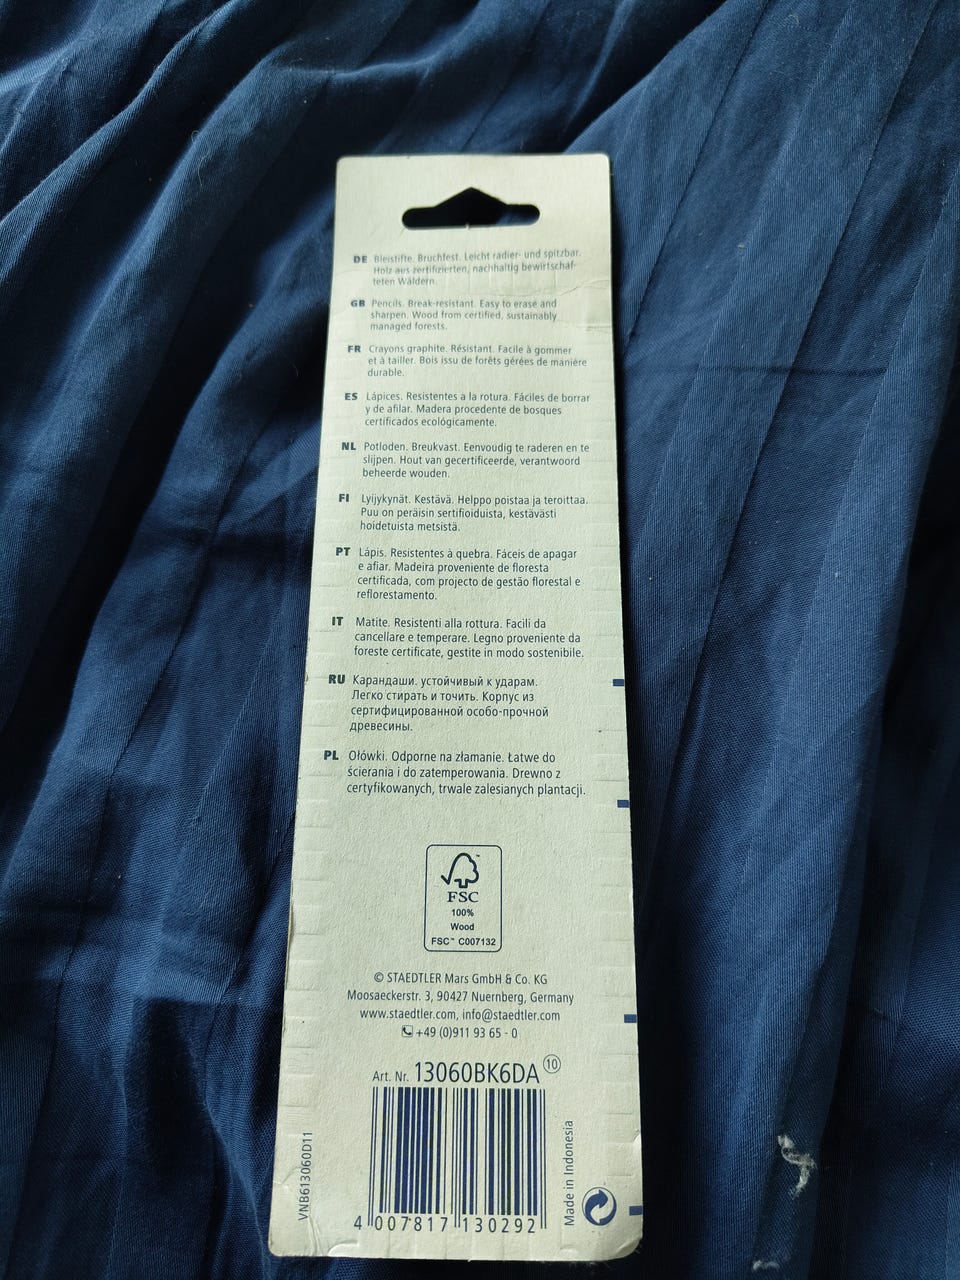 DE Bleistifte. Bruchfest. Leicht radier- und spitzbar.
Holz aus zertifizierten, nachhaltig bewirtschaf-
teten Wäldern.
GB Pencils. Break-resistant. Easy to erase and
sharpen. Wood from certified, sustainably
managed forests.
FR Crayons graphite. Résistant. Facile à gommer
et à tailler. Bois issu de forêts gérées de manière
durable.
ES Lápices. Resistentes a la rotura. Fáciles de borrar
y de afilar. Madera procedente de bosques
certificados ecológicamente.
NL Potloden. Breukvast. Eenvoudig te raderen en te
slijpen. Hout van gecertificeerde, verantwoord
beheerde wouden.
FI Lyijykynät. Kestävä. Helppo poistaa ja teroittaa.
Puu on peräisin sertifioiduista, kestävästi
hoidetuista metsistä.
PT Lápis. Resistentes à quebra. Fáceis de apagar
e afiar. Madeira proveniente de floresta
certificada, com projecto de gestão florestal e
reflorestamento.
IT Matite. Resistenti alla rottura. Facili da
cancellare e temperare. Legno proveniente da
foreste certificate, gestite in modo sostenibile.
RU Карандаши. устойчивый к ударам.
Легко стирать и точить. Корпус из
сертифицированной особо-прочной
древесины.
PL Ołówki. Odporne na złamanie. Łatwe do
ścierania i do zatemperowania. Drewno z
certyfikowanych, trwale zalesianych plantacji.
FSC
100%
Wood
FSC™ C007132
© STAEDTLER Mars GmbH & Co. KG
Moosaeckerstr. 3, 90427 Nuernberg, Germany
www.staedtler.com, info@staedtler.com
+49 (0)911 93 65 - 0
Art. Nr. 13060BK6DA 10
VNB613060D11
Made in Indonesia
4 007817 130292